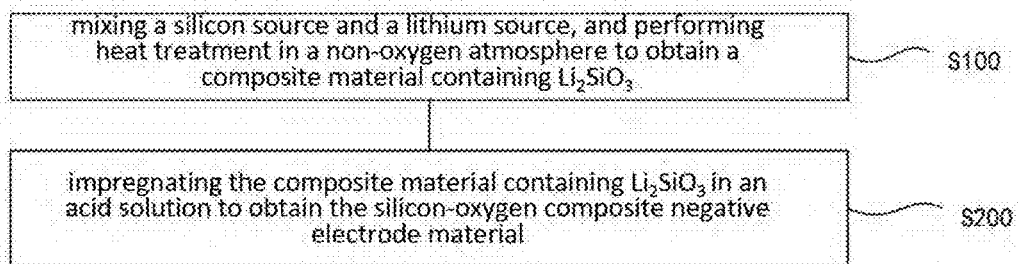 mixing a silicon source and a lithium source, and performing
heat treatment in a non-oxygen atmosphere to obtain a
composite material containing Li₂SiO₃
S100
impregnating the composite material containing Li₂SiO₃ in an
acid solution to obtain the silicon-oxygen composite negative
electrode material
S200